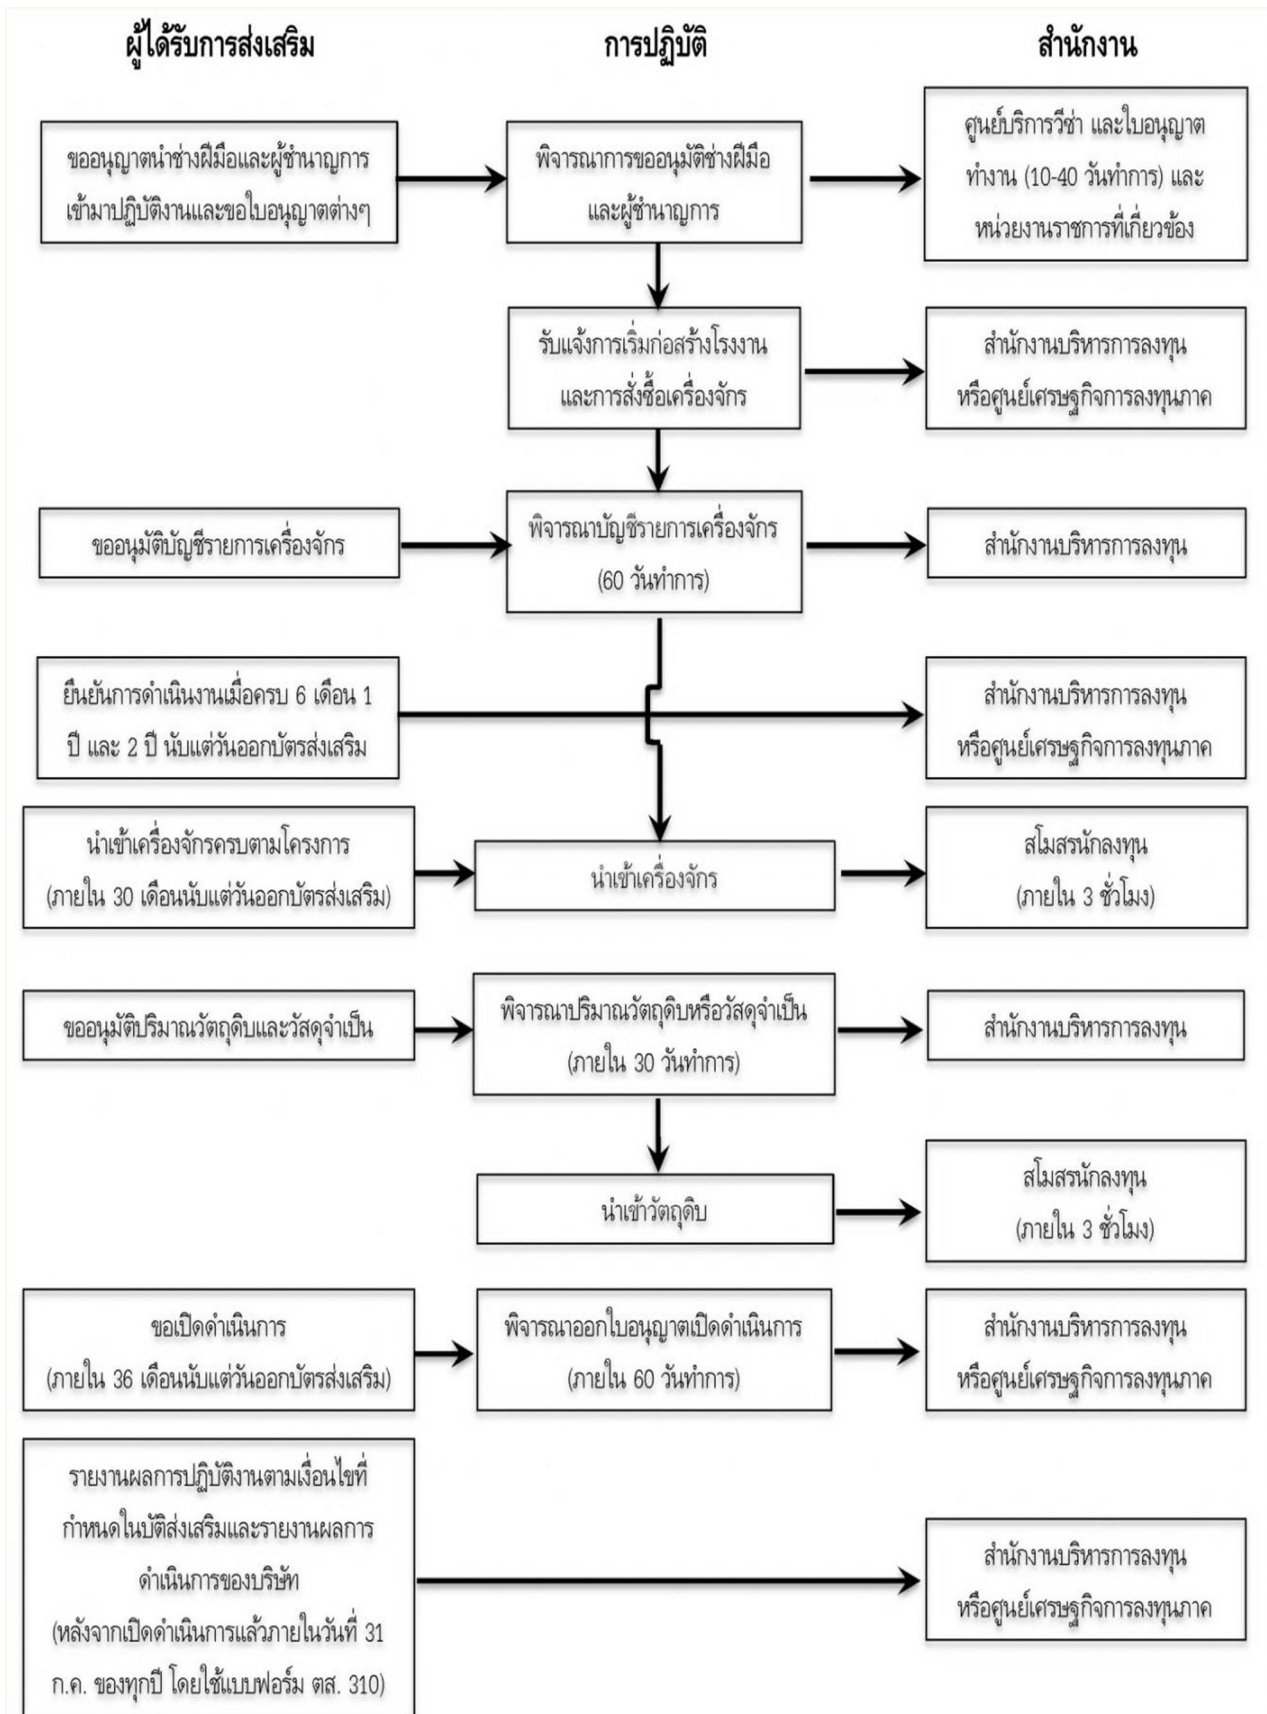 ผู้ได้รับการส่งเสริม
การปฏิบัติ
สำนักงาน
ขออนุญาตนำช่างฝีมือและผู้ชำนาญการ
เข้ามาปฏิบัติงานและขอใบอนุญาตต่างๆ
พิจารณาการขออนุมัติช่างฝีมือ
และผู้ชำนาญการ
ศูนย์บริการวีซ่า และใบอนุญาต
ทำงาน (10-40 วันทำการ) และ
หน่วยงานราชการที่เกี่ยวข้อง
รับแจ้งการเริ่มก่อสร้างโรงงาน
และการสั่งซื้อเครื่องจักร
สำนักงานบริหารการลงทุน
หรือศูนย์เศรษฐกิจการลงทุนภาค
ขออนุมัติบัญชีรายการเครื่องจักร
พิจารณาบัญชีรายการเครื่องจักร
(60 วันทำการ)
สำนักงานบริหารการลงทุน
ยืนยันการดำเนินงานเมื่อครบ 6 เดือน 1
ปี และ 2 ปี นับแต่วันออกบัตรส่งเสริม
สำนักงานบริหารการลงทุน
หรือศูนย์เศรษฐกิจการลงทุนภาค
นำเข้าเครื่องจักรครบตามโครงการ
(ภายใน 30 เดือนนับแต่วันออกบัตรส่งเสริม)
นำเข้าเครื่องจักร
สโมสรนักลงทุน
(ภายใน 3 ชั่วโมง)
ขออนุมัติปริมาณวัตถุดิบและวัสดุจำเป็น
พิจารณาปริมาณวัตถุดิบหรือวัสดุจำเป็น
(ภายใน 30 วันทำการ)
สำนักงานบริหารการลงทุน
นำเข้าวัตถุดิบ
สโมสรนักลงทุน
(ภายใน 3 ชั่วโมง)
ขอเปิดดำเนินการ
(ภายใน 36 เดือนนับแต่วันออกบัตรส่งเสริม)
พิจารณาออกใบอนุญาตเปิดดำเนินการ
(ภายใน 60 วันทำการ)
สำนักงานบริหารการลงทุน
หรือศูนย์เศรษฐกิจการลงทุนภาค
รายงานผลการปฏิบัติงานตามเงื่อนไขที่
กำหนดในบัติส่งเสริมและรายงานผลการ
ดำเนินการของบริษัท
(หลังจากเปิดดำเนินการแล้วภายในวันที่ 31
ก.ค. ของทุกปี โดยใช้แบบฟอร์ม ตส. 310)
สำนักงานบริหารการลงทุน
หรือศูนย์เศรษฐกิจการลงทุนภาค